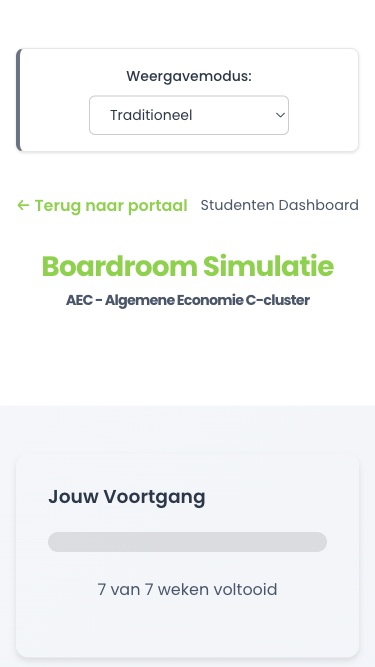 Weergavemodus:
Traditioneel
← Terug naar portaal Studenten Dashboard
Boardroom Simulatie
AEC - Algemene Economie C-cluster
Jouw Voortgang
7 van 7 weken voltooid